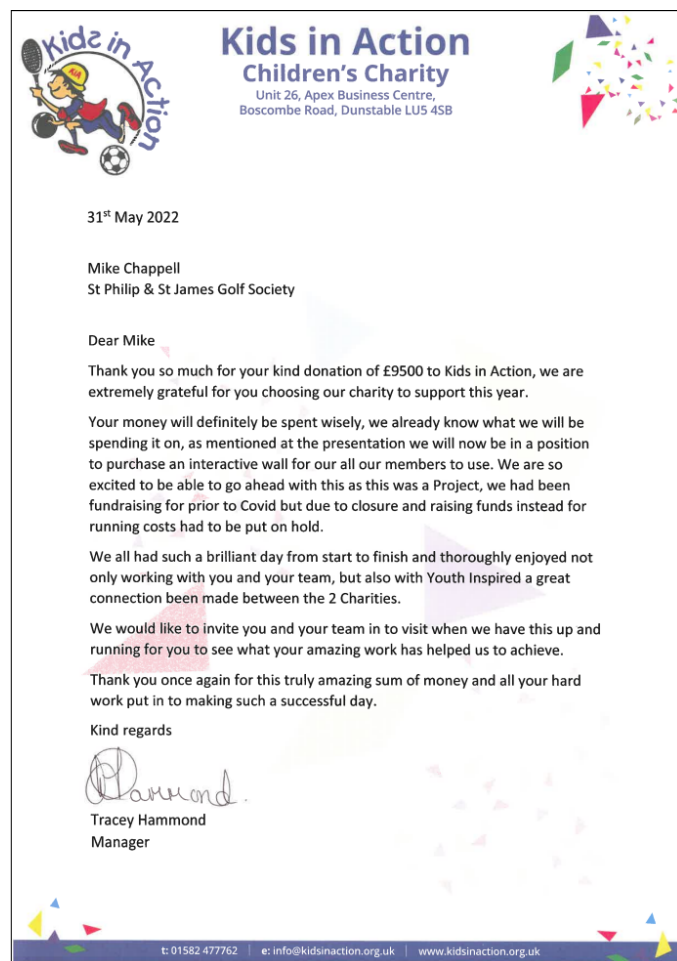 Kids in Action
KIA
Kids in Action
Children's Charity
Unit 26, Apex Business Centre,
Boscombe Road, Dunstable LU5 4SB
31st May 2022
Mike Chappell
St Philip & St James Golf Society
Dear Mike
Thank you so much for your kind donation of £9500 to Kids in Action, we are
extremely grateful for you choosing our charity to support this year.
Your money will definitely be spent wisely, we already know what we will be
spending it on, as mentioned at the presentation we will now be in a position
to purchase an interactive wall for our all our members to use. We are so
excited to be able to go ahead with this as this was a Project, we had been
fundraising for prior to Covid but due to closure and raising funds instead for
running costs had to be put on hold.
We all had such a brilliant day from start to finish and thoroughly enjoyed not
only working with you and your team, but also with Youth Inspired a great
connection been made between the 2 Charities.
We would like to invite you and your team in to visit when we have this up and
running for you to see what your amazing work has helped us to achieve.
Thank you once again for this truly amazing sum of money and all your hard
work put in to making such a successful day.
Kind regards
THammond.
Tracey Hammond
Manager
t: 01582 477762 | e: info@kidsinaction.org.uk | www.kidsinaction.org.uk